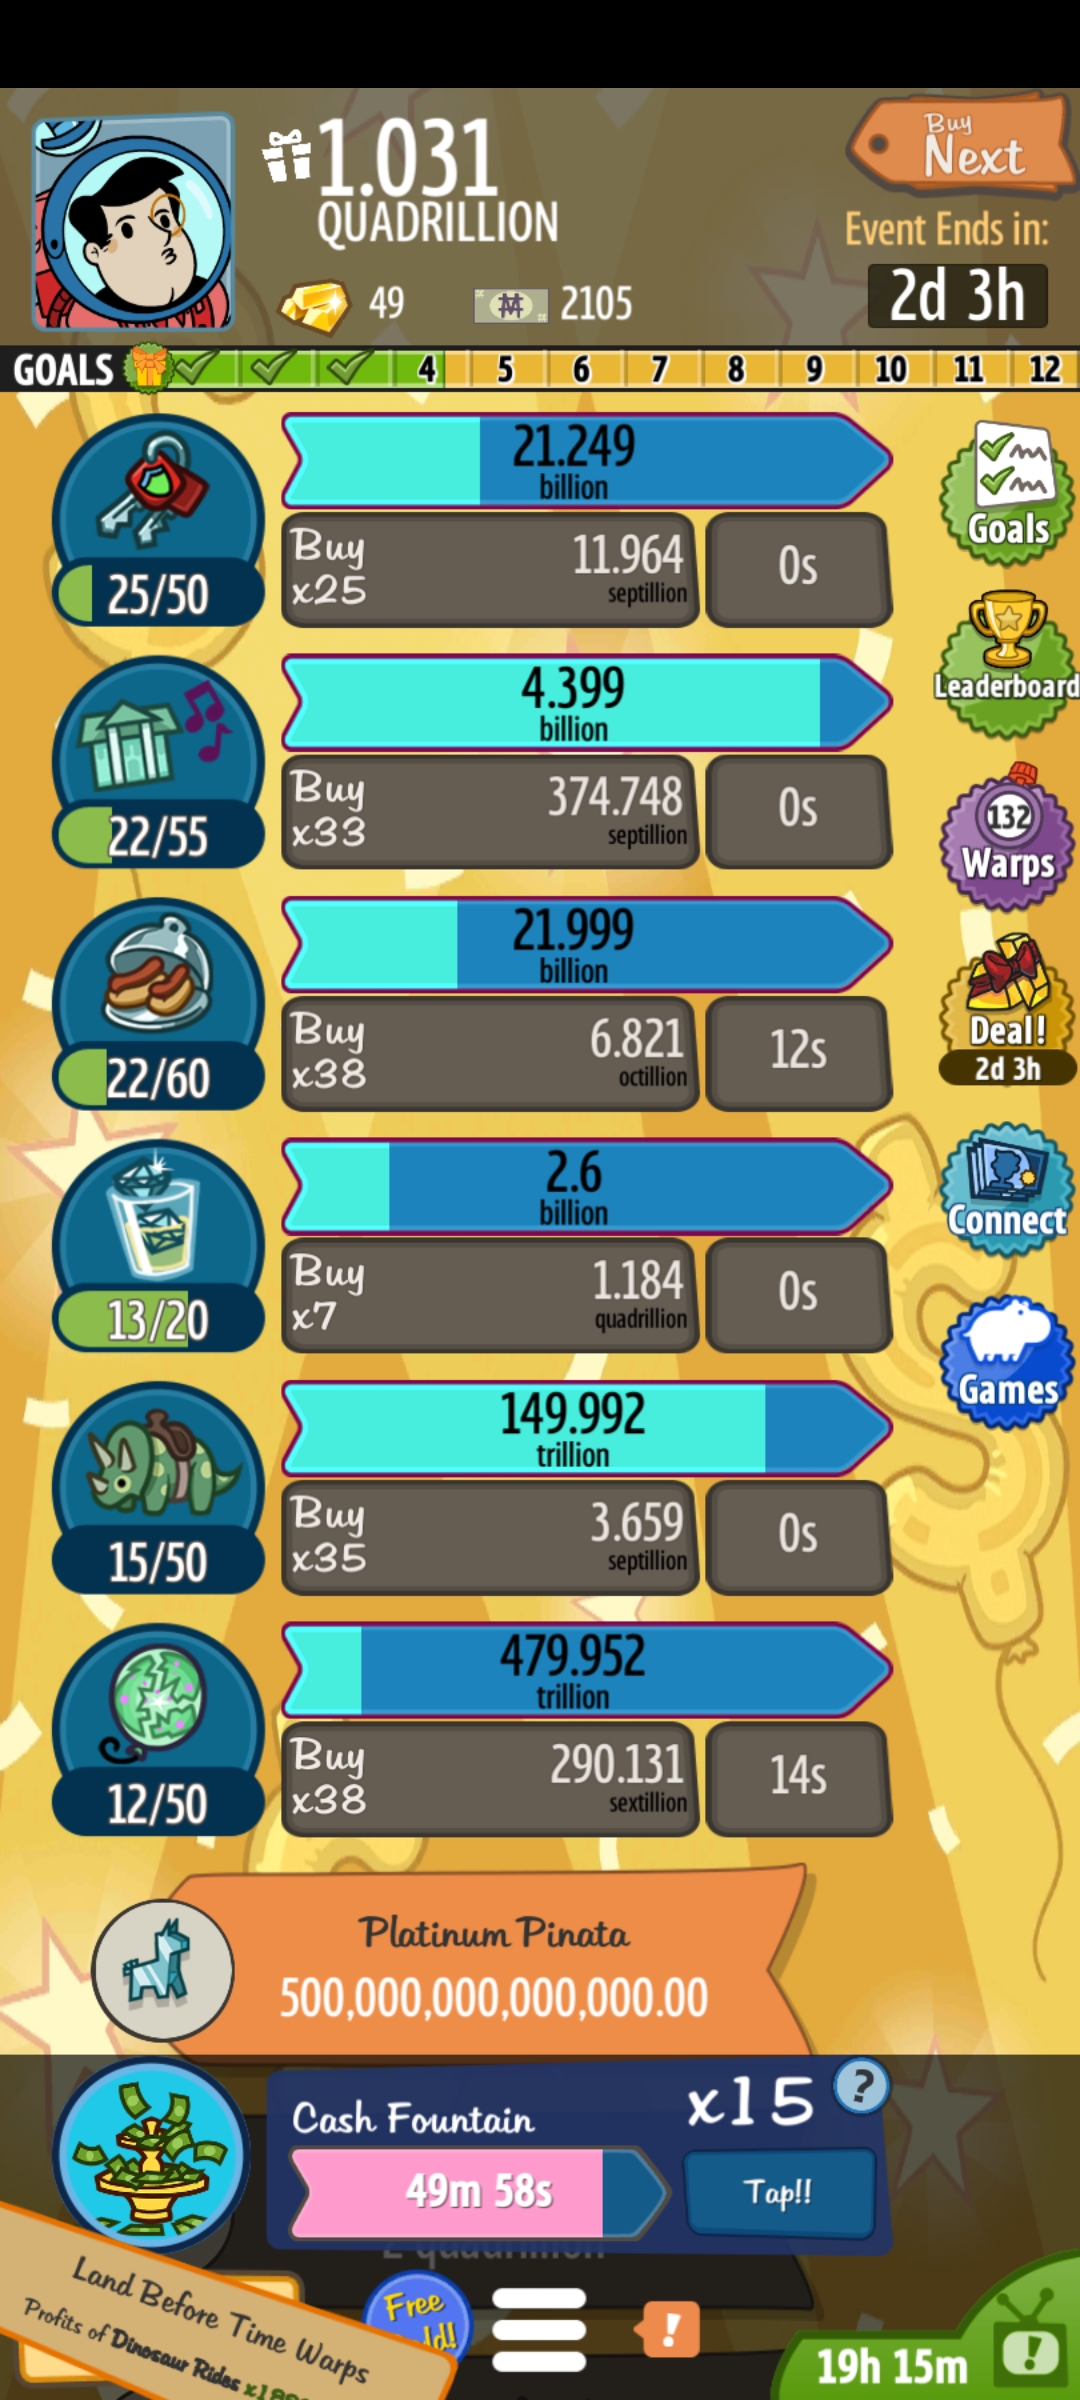 1.031
QUADRILLION
49
2105
Buy
Next
Event Ends in:
2d 3h
GOALS 4 5 6 7 8 9 10 11 12
25/50
21.249
billion
Buy
x25
11.964
septillion
0s
22/55
4.399
billion
Buy
x33
374.748
septillion
0s
22/60
21.999
billion
Buy
x38
6.821
octillion
12s
13/20
2.6
billion
Buy
x7
1.184
quadrillion
0s
15/50
149.992
trillion
Buy
x35
3.659
septillion
0s
12/50
479.952
trillion
Buy
x38
290.131
sextillion
14s
Goals
Leaderboard
132
Warps
Deal!
2d 3h
Connect
Games
Platinum Pinata
500,000,000,000,000.00
Cash Fountain
x15
?
49m 58s
Tap!!
Land Before Time Warps
Profits of Dinosaur Rides
Free
!
19h 15m
!